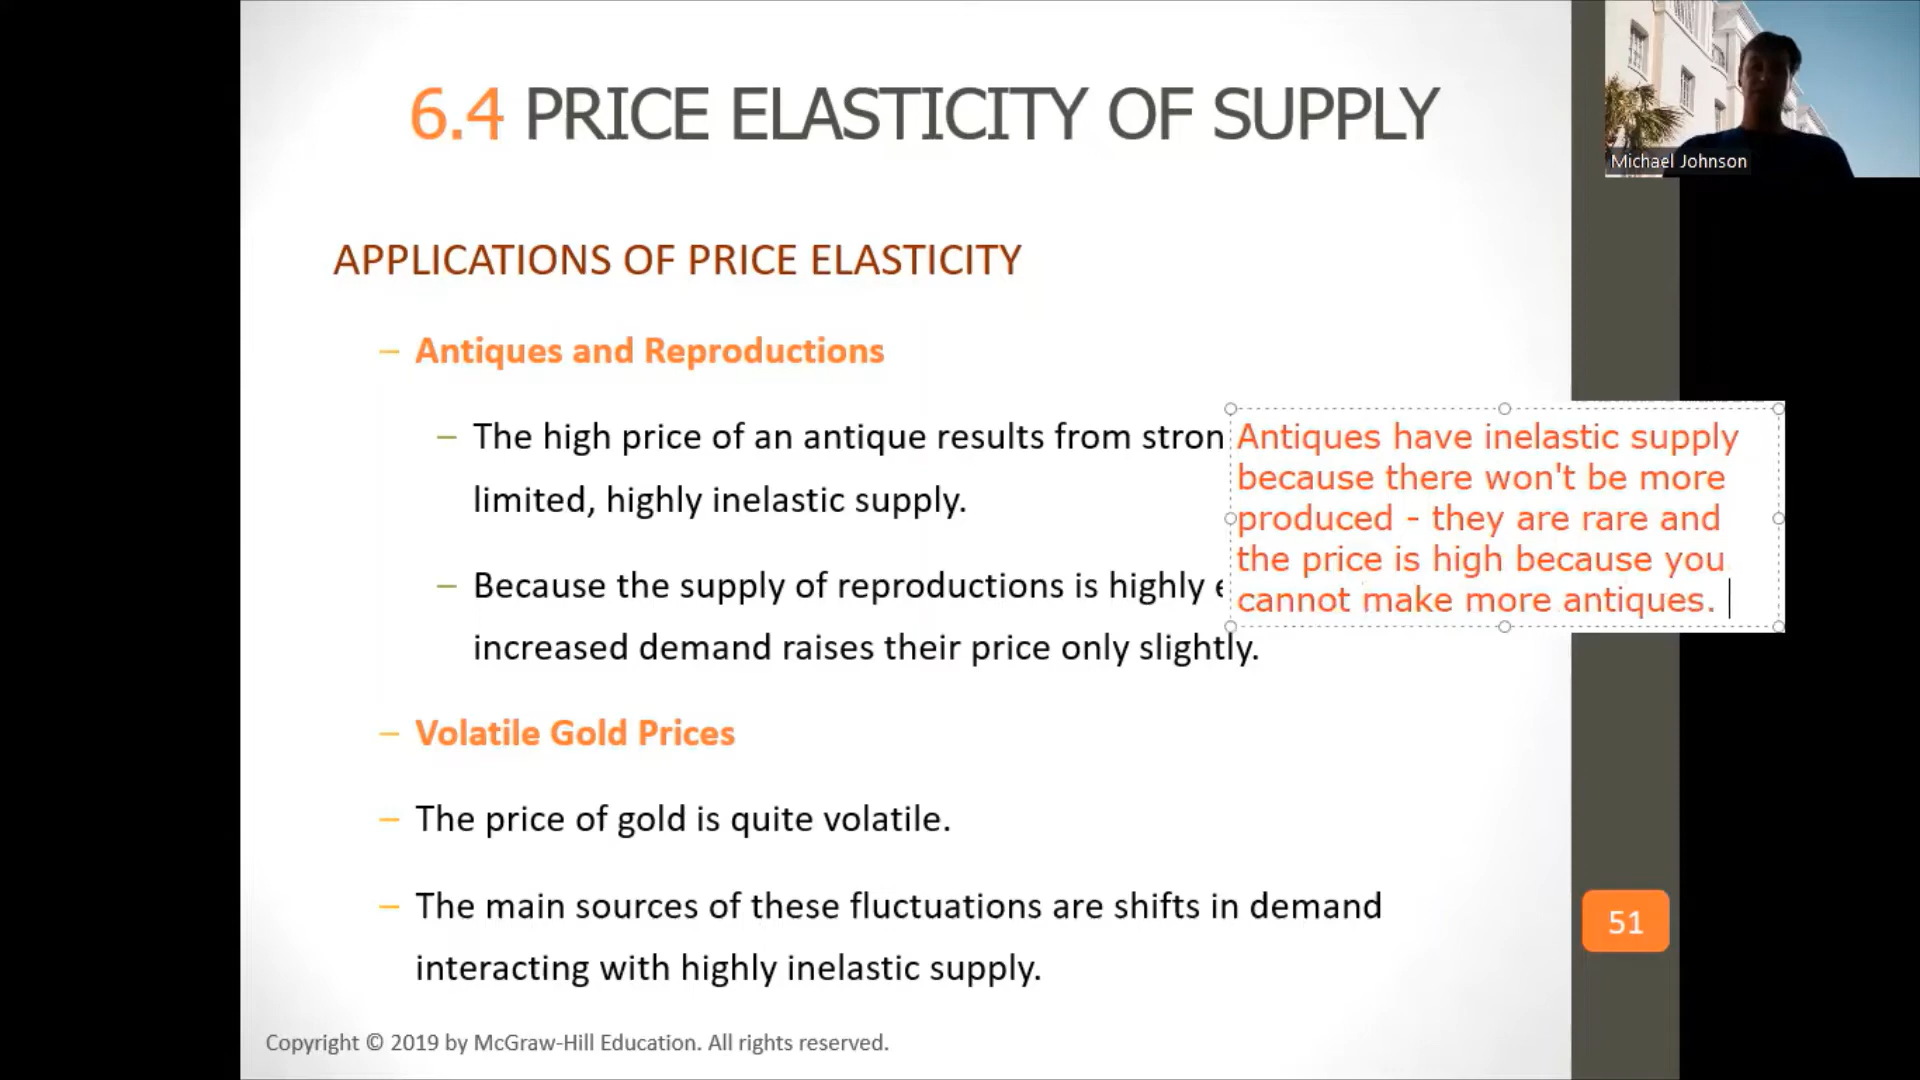 6.4 PRICE ELASTICITY OF SUPPLY
Michael Johnson
APPLICATIONS OF PRICE ELASTICITY
– Antiques and Reproductions
– The high price of an antique results from stron
limited, highly inelastic supply.
– Because the supply of reproductions is highly
increased demand raises their price only slightly.
Antiques have inelastic supply
because there won't be more
produced - they are rare and
the price is high because you
cannot make more antiques.
– Volatile Gold Prices
– The price of gold is quite volatile.
– The main sources of these fluctuations are shifts in demand
interacting with highly inelastic supply.
51
Copyright © 2019 by McGraw-Hill Education. All rights reserved.